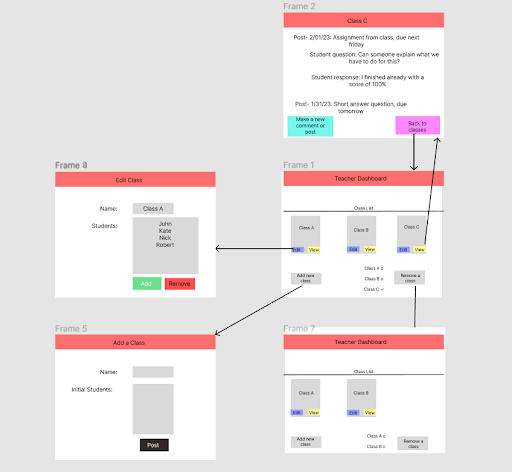 Frame 2
Class C
Post- 2/01/23: Assignment from class, due next
friday
Student question: Can someone explain what we
have to do for this?
Student response: I finished already with a
score of 100%
Post- 1/31/23: Short answer question, due
tomorrow
Make a new
comment or
post
Back to
classes
Edit Class
Name:
Class A
Students:
John
Kate
Nick
Robert
Add
Remove
Frame 1
Teacher Dashboard
Class List
Class A
Class B
Class C
Edit
View
Edit
View
Edit
View
Add new
class
Class A o
Class B o
Class C ✓
Remove a
class
Frame 5
Add a Class
Name:
Initial Students:
Post
Frame 7
Teacher Dashboard
Class List
Class A
Class B
Edit
View
Edit
View
Add new
class
Class A o
Class B o
Remove a
class